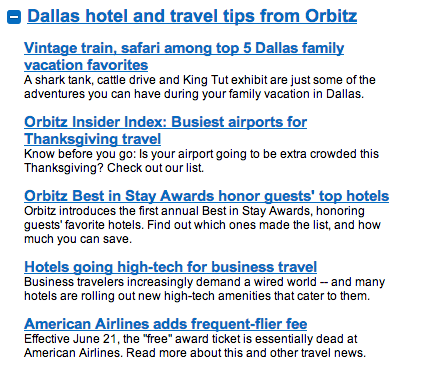 Dallas hotel and travel tips from Orbitz
Vintage train, safari among top 5 Dallas family
vacation favorites
A shark tank, cattle drive and King Tut exhibit are just some of the
adventures you can have during your family vacation in Dallas.
Orbitz Insider Index: Busiest airports for
Thanksgiving travel
Know before you go: Is your airport going to be extra crowded this
Thanksgiving? Check out our list.
Orbitz Best in Stay Awards honor guests' top hotels
Orbitz introduces the first annual Best in Stay Awards, honoring
guests' favorite hotels. Find out which ones made the list, and how
much you can save.
Hotels going high-tech for business travel
Business travelers increasingly demand a wired world -- and many
hotels are rolling out new high-tech amenities that cater to them.
American Airlines adds frequent-flier fee
Effective June 21, the "free" award ticket is essentially dead at
American Airlines. Read more about this and other travel news.